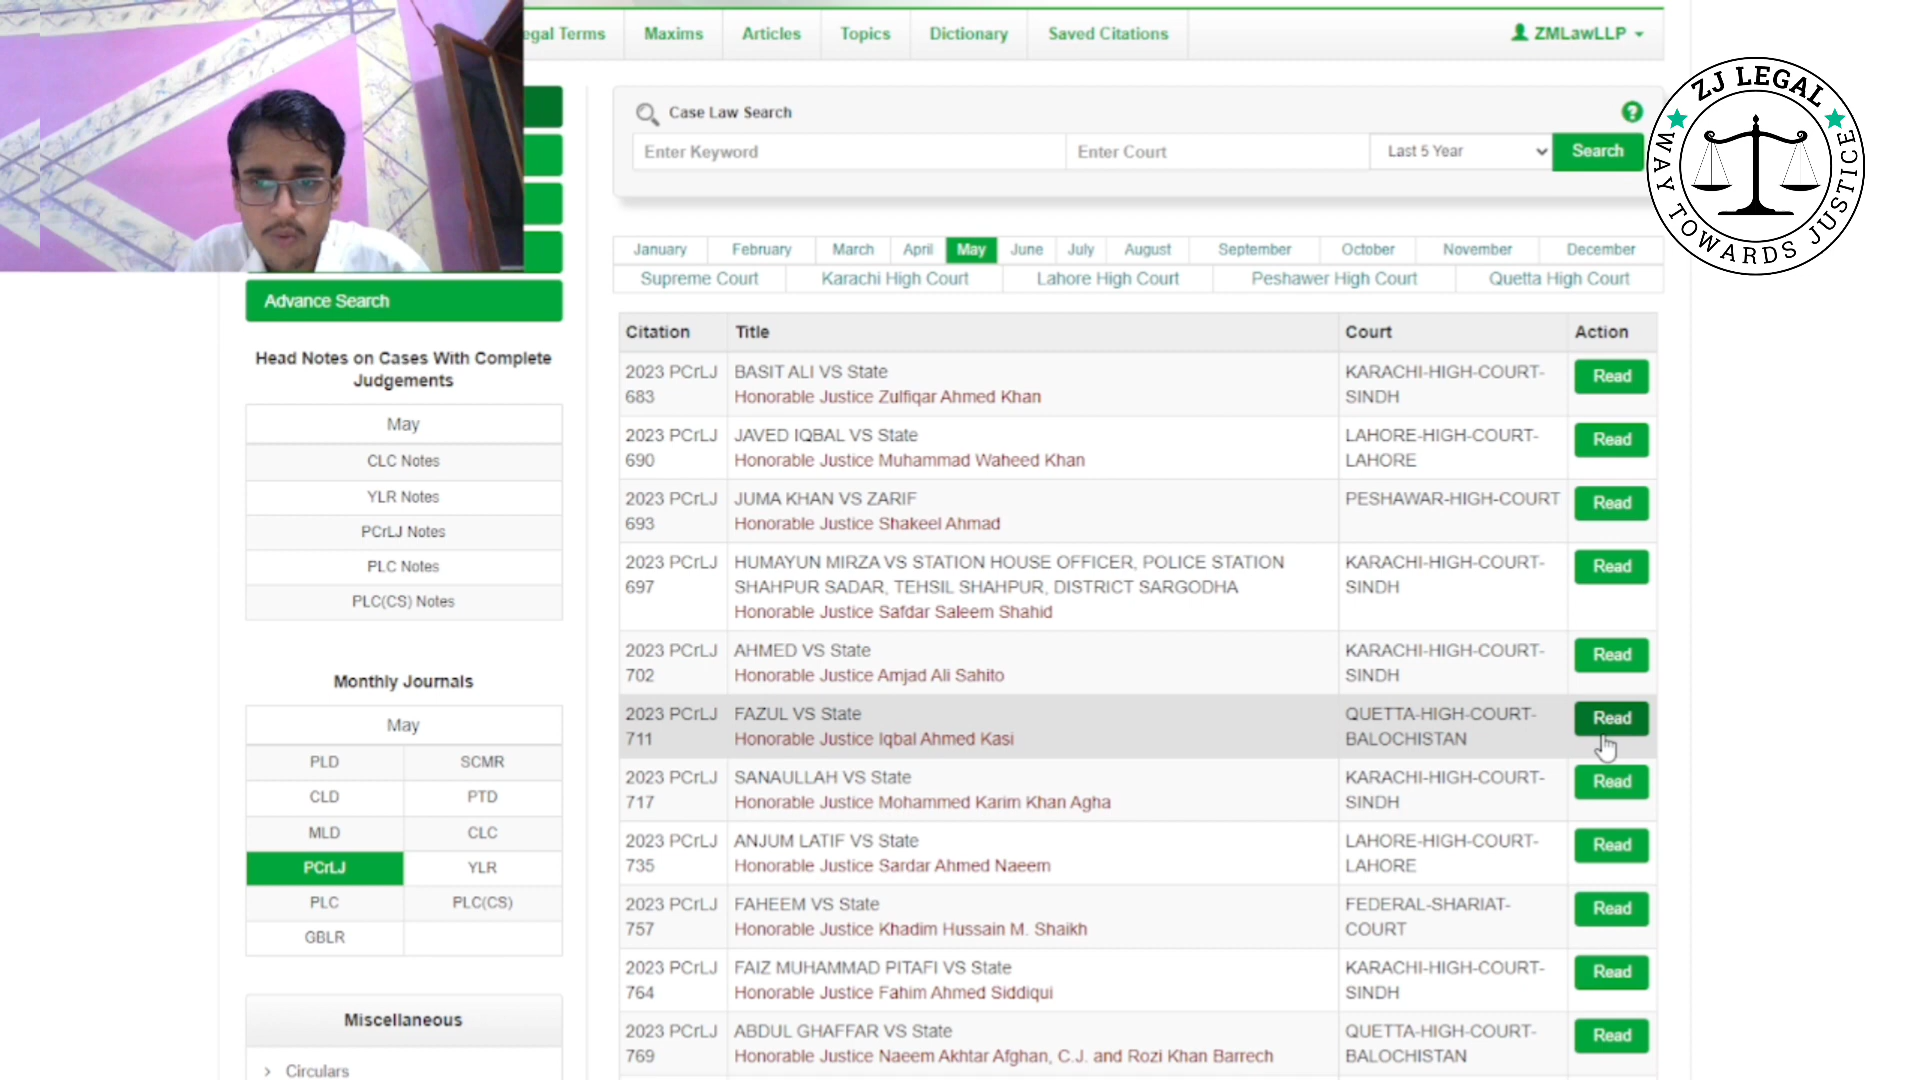 egal Terms
Maxims
Articles
Topics
Dictionary
Saved Citations
ZMLawLLP
ZJ LEGAL
WAY TOWARDS JUSTICE
Case Law Search
?
Enter Keyword
Enter Court
Last 5 Year
Search
January
February
March
April
May
June
July
August
September
October
November
December
Supreme Court
Karachi High Court
Lahore High Court
Peshawer High Court
Quetta High Court
Advance Search
Head Notes on Cases With Complete
Judgements
May
CLC Notes
YLR Notes
PCrLJ Notes
PLC Notes
PLC(CS) Notes
Monthly Journals
May
PLD
SCMR
CLD
PTD
MLD
CLC
PCrLJ
YLR
PLC
PLC(CS)
GBLR
Miscellaneous
Circulars
Citation
Title
Court
Action
2023 PCrLJ
683
BASIT ALI VS State
Honorable Justice Zulfiqar Ahmed Khan
KARACHI-HIGH-COURT-
SINDH
Read
2023 PCrLJ
690
JAVED IQBAL VS State
Honorable Justice Muhammad Waheed Khan
LAHORE-HIGH-COURT-
LAHORE
Read
2023 PCrLJ
693
JUMA KHAN VS ZARIF
Honorable Justice Shakeel Ahmad
PESHAWAR-HIGH-COURT
Read
2023 PCrLJ
697
HUMAYUN MIRZA VS STATION HOUSE OFFICER, POLICE STATION
SHAHPUR SADAR, TEHSIL SHAHPUR, DISTRICT SARGODHA
Honorable Justice Safdar Saleem Shahid
KARACHI-HIGH-COURT-
SINDH
Read
2023 PCrLJ
702
AHMED VS State
Honorable Justice Amjad Ali Sahito
KARACHI-HIGH-COURT-
SINDH
Read
2023 PCrLJ
711
FAZUL VS State
Honorable Justice Iqbal Ahmed Kasi
QUETTA-HIGH-COURT-
BALOCHISTAN
Read
2023 PCrLJ
717
SANAULLAH VS State
Honorable Justice Mohammed Karim Khan Agha
KARACHI-HIGH-COURT-
SINDH
Read
2023 PCrLJ
735
ANJUM LATIF VS State
Honorable Justice Sardar Ahmed Naeem
LAHORE-HIGH-COURT-
LAHORE
Read
2023 PCrLJ
757
FAHEEM VS State
Honorable Justice Khadim Hussain M. Shaikh
FEDERAL-SHARIAT-
COURT
Read
2023 PCrLJ
764
FAIZ MUHAMMAD PITAFI VS State
Honorable Justice Fahim Ahmed Siddiqui
KARACHI-HIGH-COURT-
SINDH
Read
2023 PCrLJ
769
ABDUL GHAFFAR VS State
Honorable Justice Naeem Akhtar Afghan, C.J. and Rozi Khan Barrech
QUETTA-HIGH-COURT-
BALOCHISTAN
Read